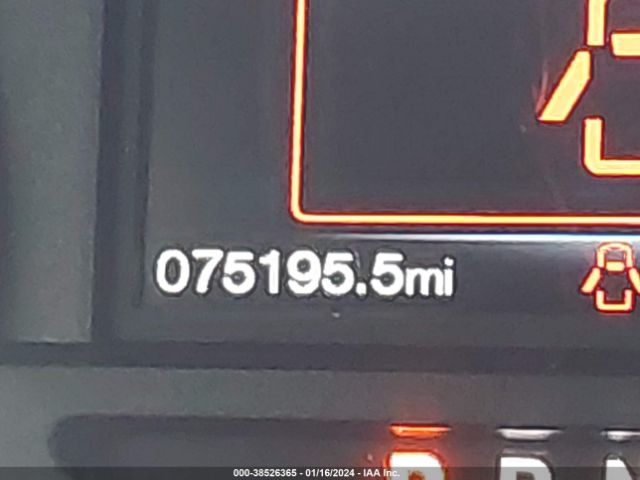 075195.5mi
P R N
000-38526365 - 01/16/2024 - IAA Inc.